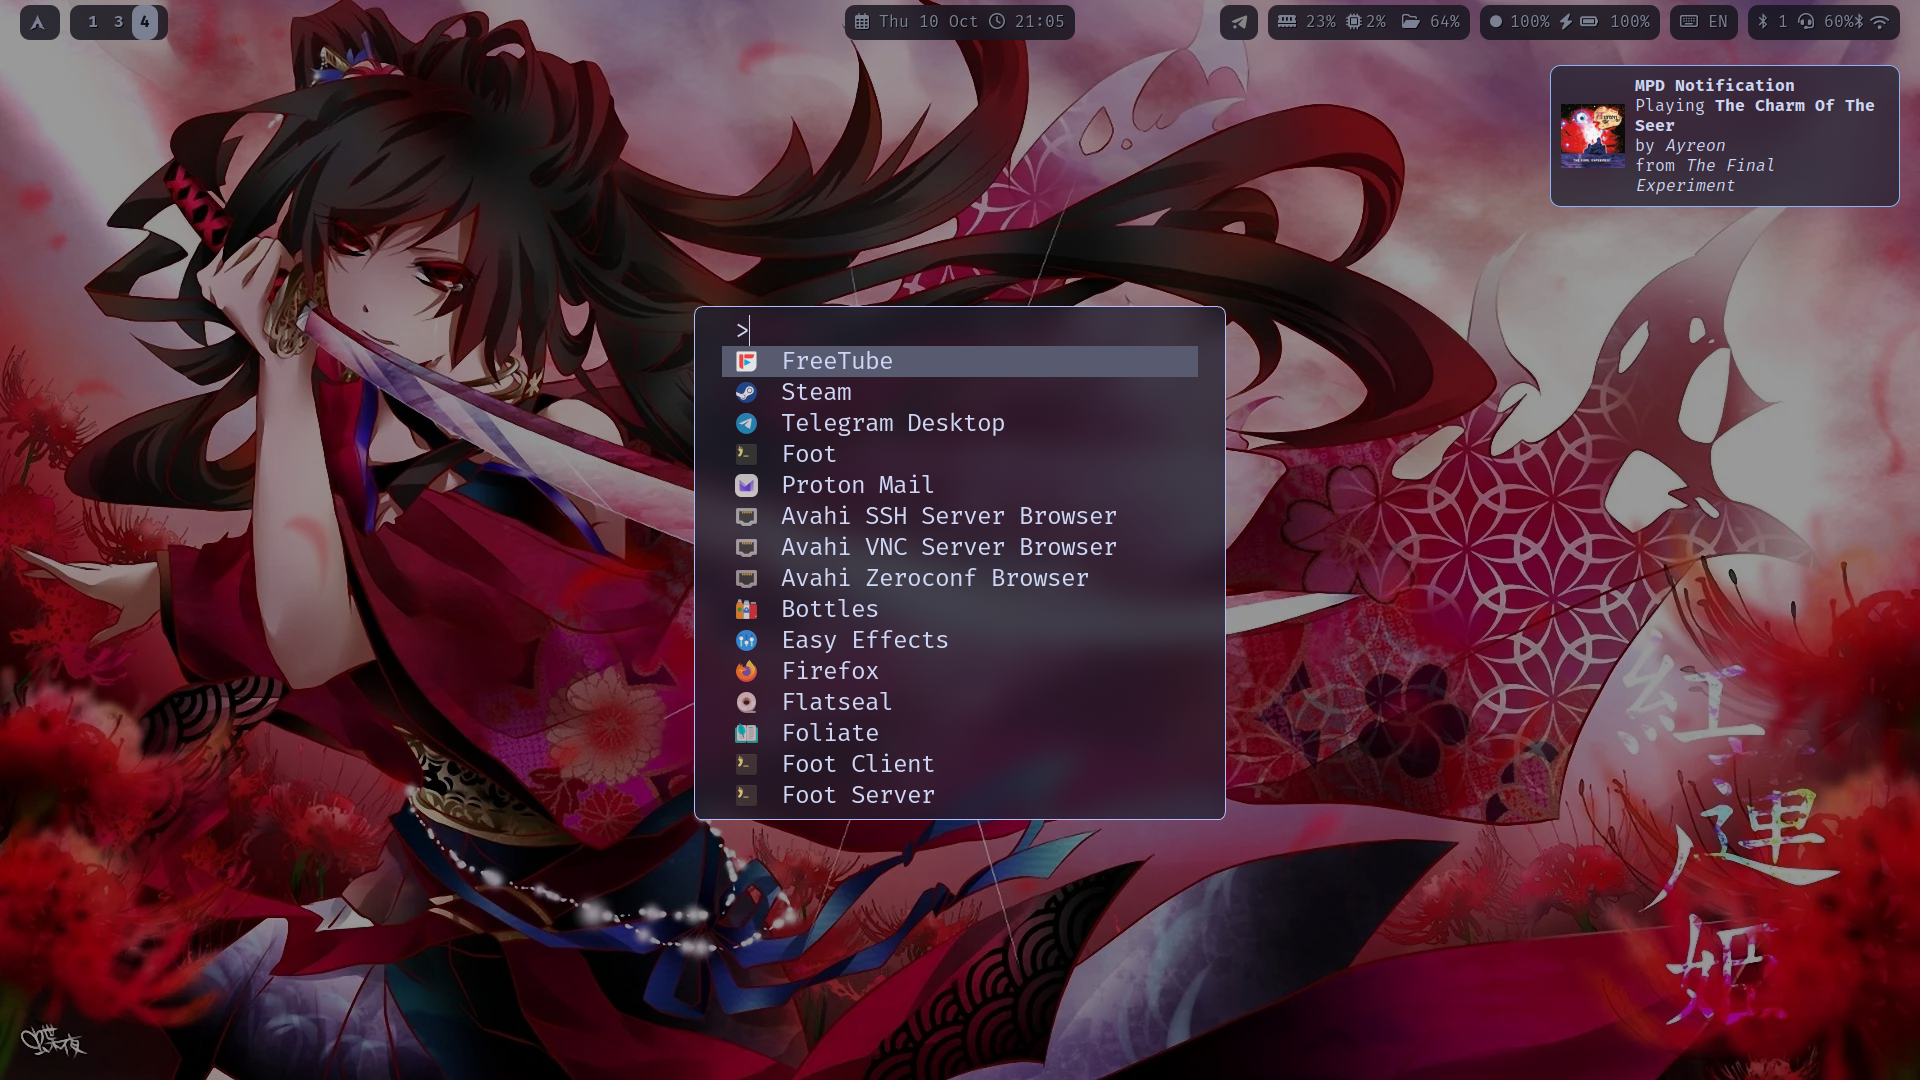 1 3 4
Thu 10 Oct 21:05
23% 2% 64%
100% 100%
EN
1 60%
MPD Notification
Playing The Charm Of The
Seer
by Ayreon
from The Final
Experiment
THE FINAL EXPERIMENT
>
FreeTube
Steam
Telegram Desktop
Foot
Proton Mail
Avahi SSH Server Browser
Avahi VNC Server Browser
Avahi Zeroconf Browser
Bottles
Easy Effects
Firefox
Flatseal
Foliate
Foot Client
Foot Server
紅
蓮
姫